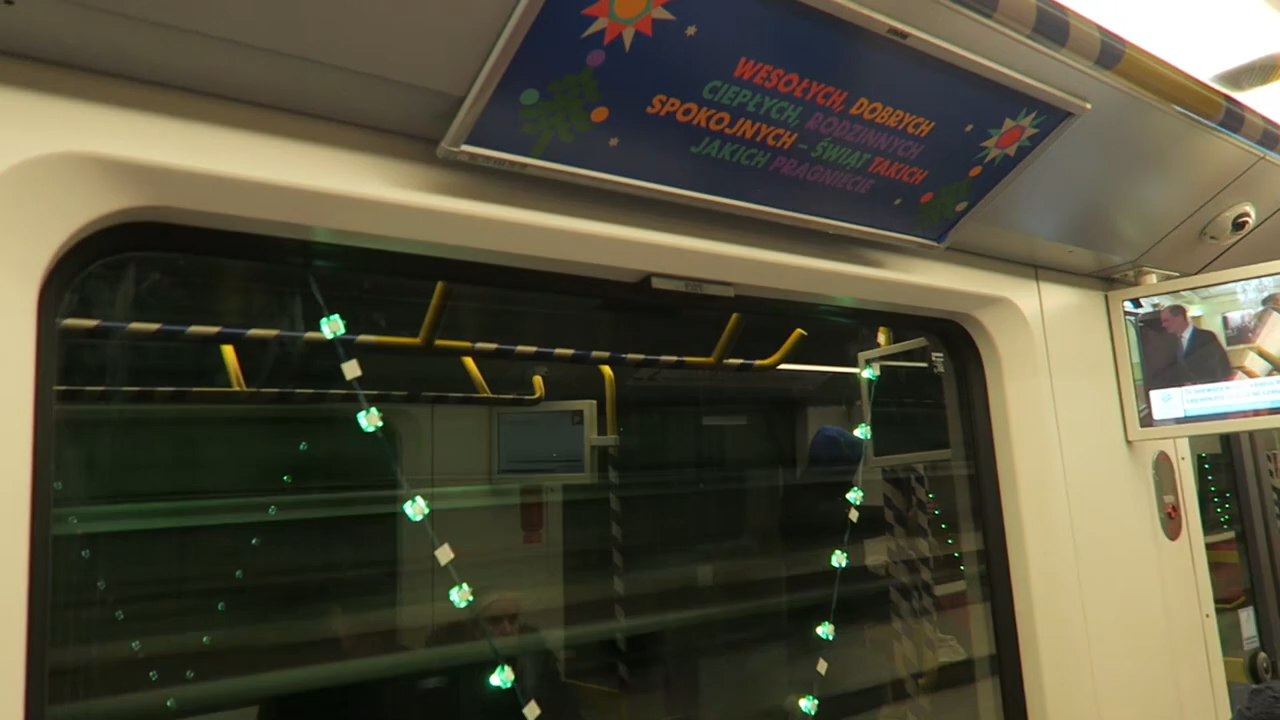 WESOŁYCH, DOBRYCH
CIEPŁYCH, RODZINNYCH
SPOKOJNYCH – ŚWIĄT TAKICH
JAKICH PRAGNIECIE